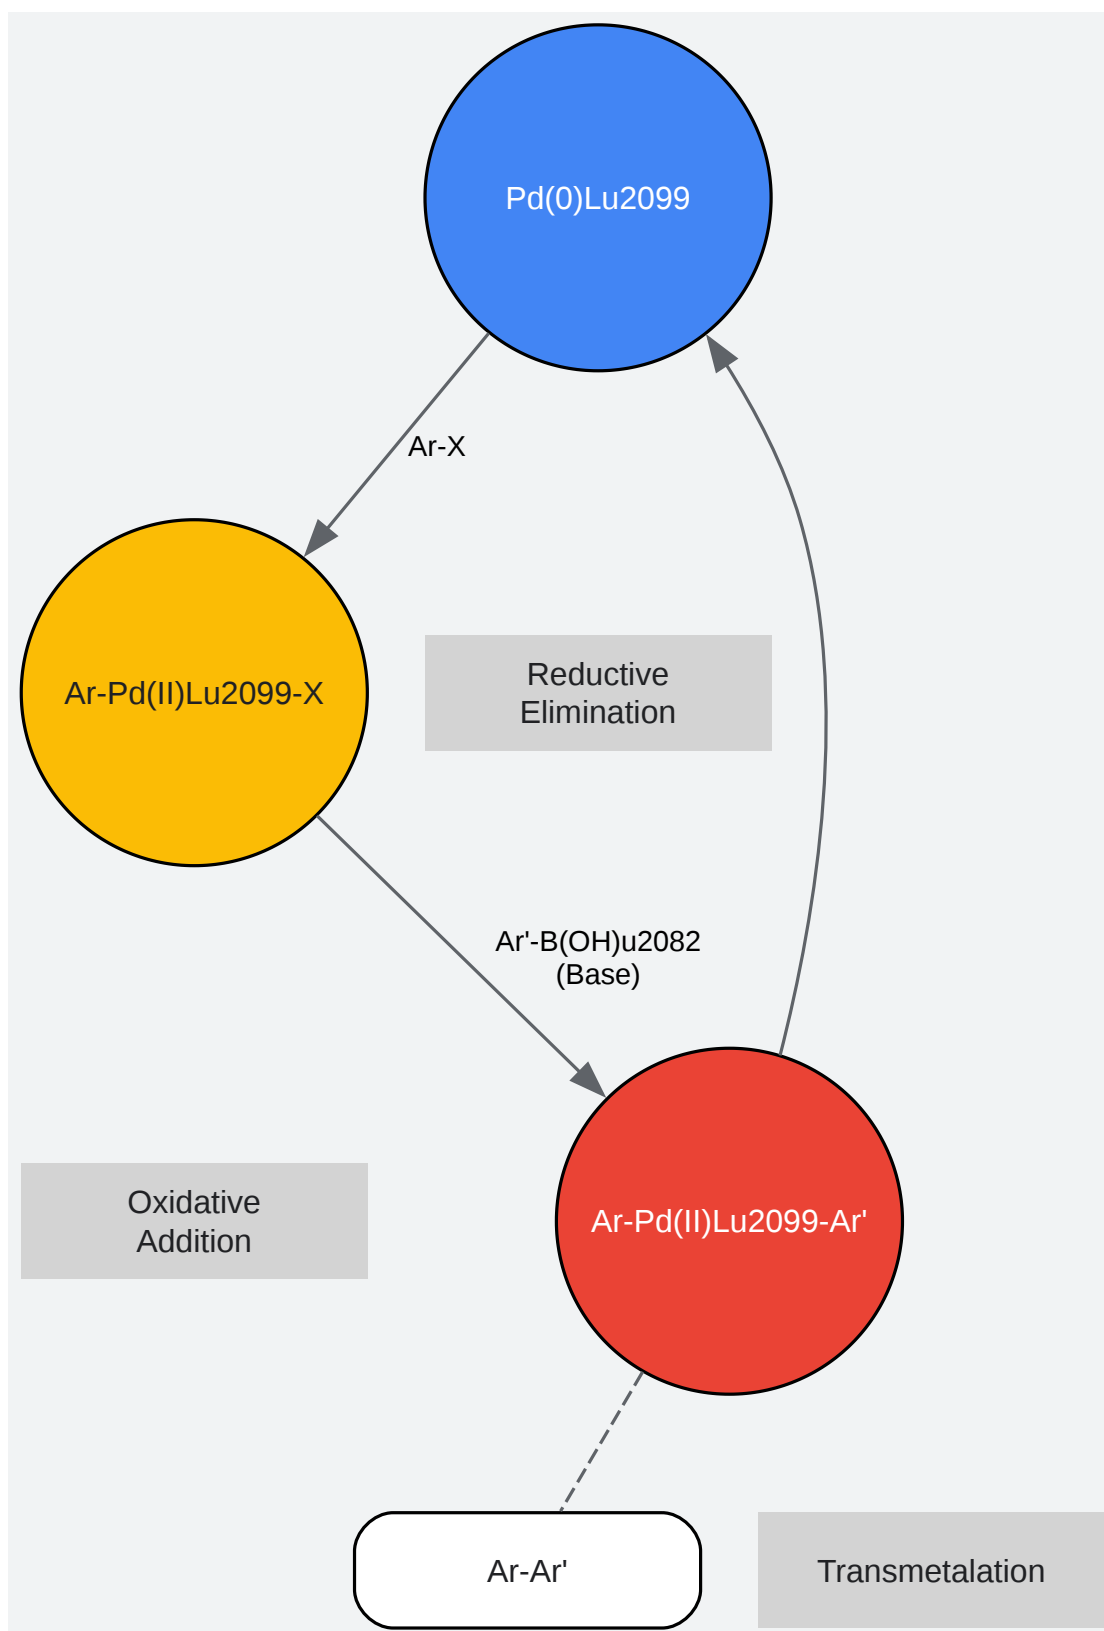 Pd(0)Lu2099
Ar-X
Ar-Pd(II)Lu2099-X
Reductive
Elimination
Ar'-B(OH)u2082
(Base)
Oxidative
Addition
Ar-Pd(II)Lu2099-Ar'
Ar-Ar'
Transmetalation